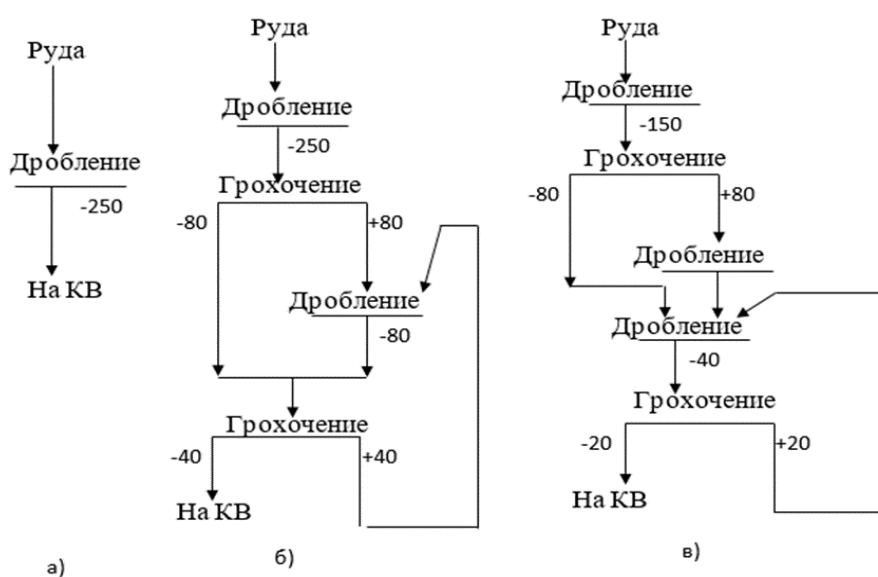 Руда
Дробление
-250
На КВ
а)
Руда
Дробление
-250
Грохочение
-80
+80
Дробление
-80
Грохочение
-40
+40
На КВ
б)
Руда
Дробление
-150
Грохочение
-80
+80
Дробление
Дробление
-40
Грохочение
-20
+20
На КВ
в)